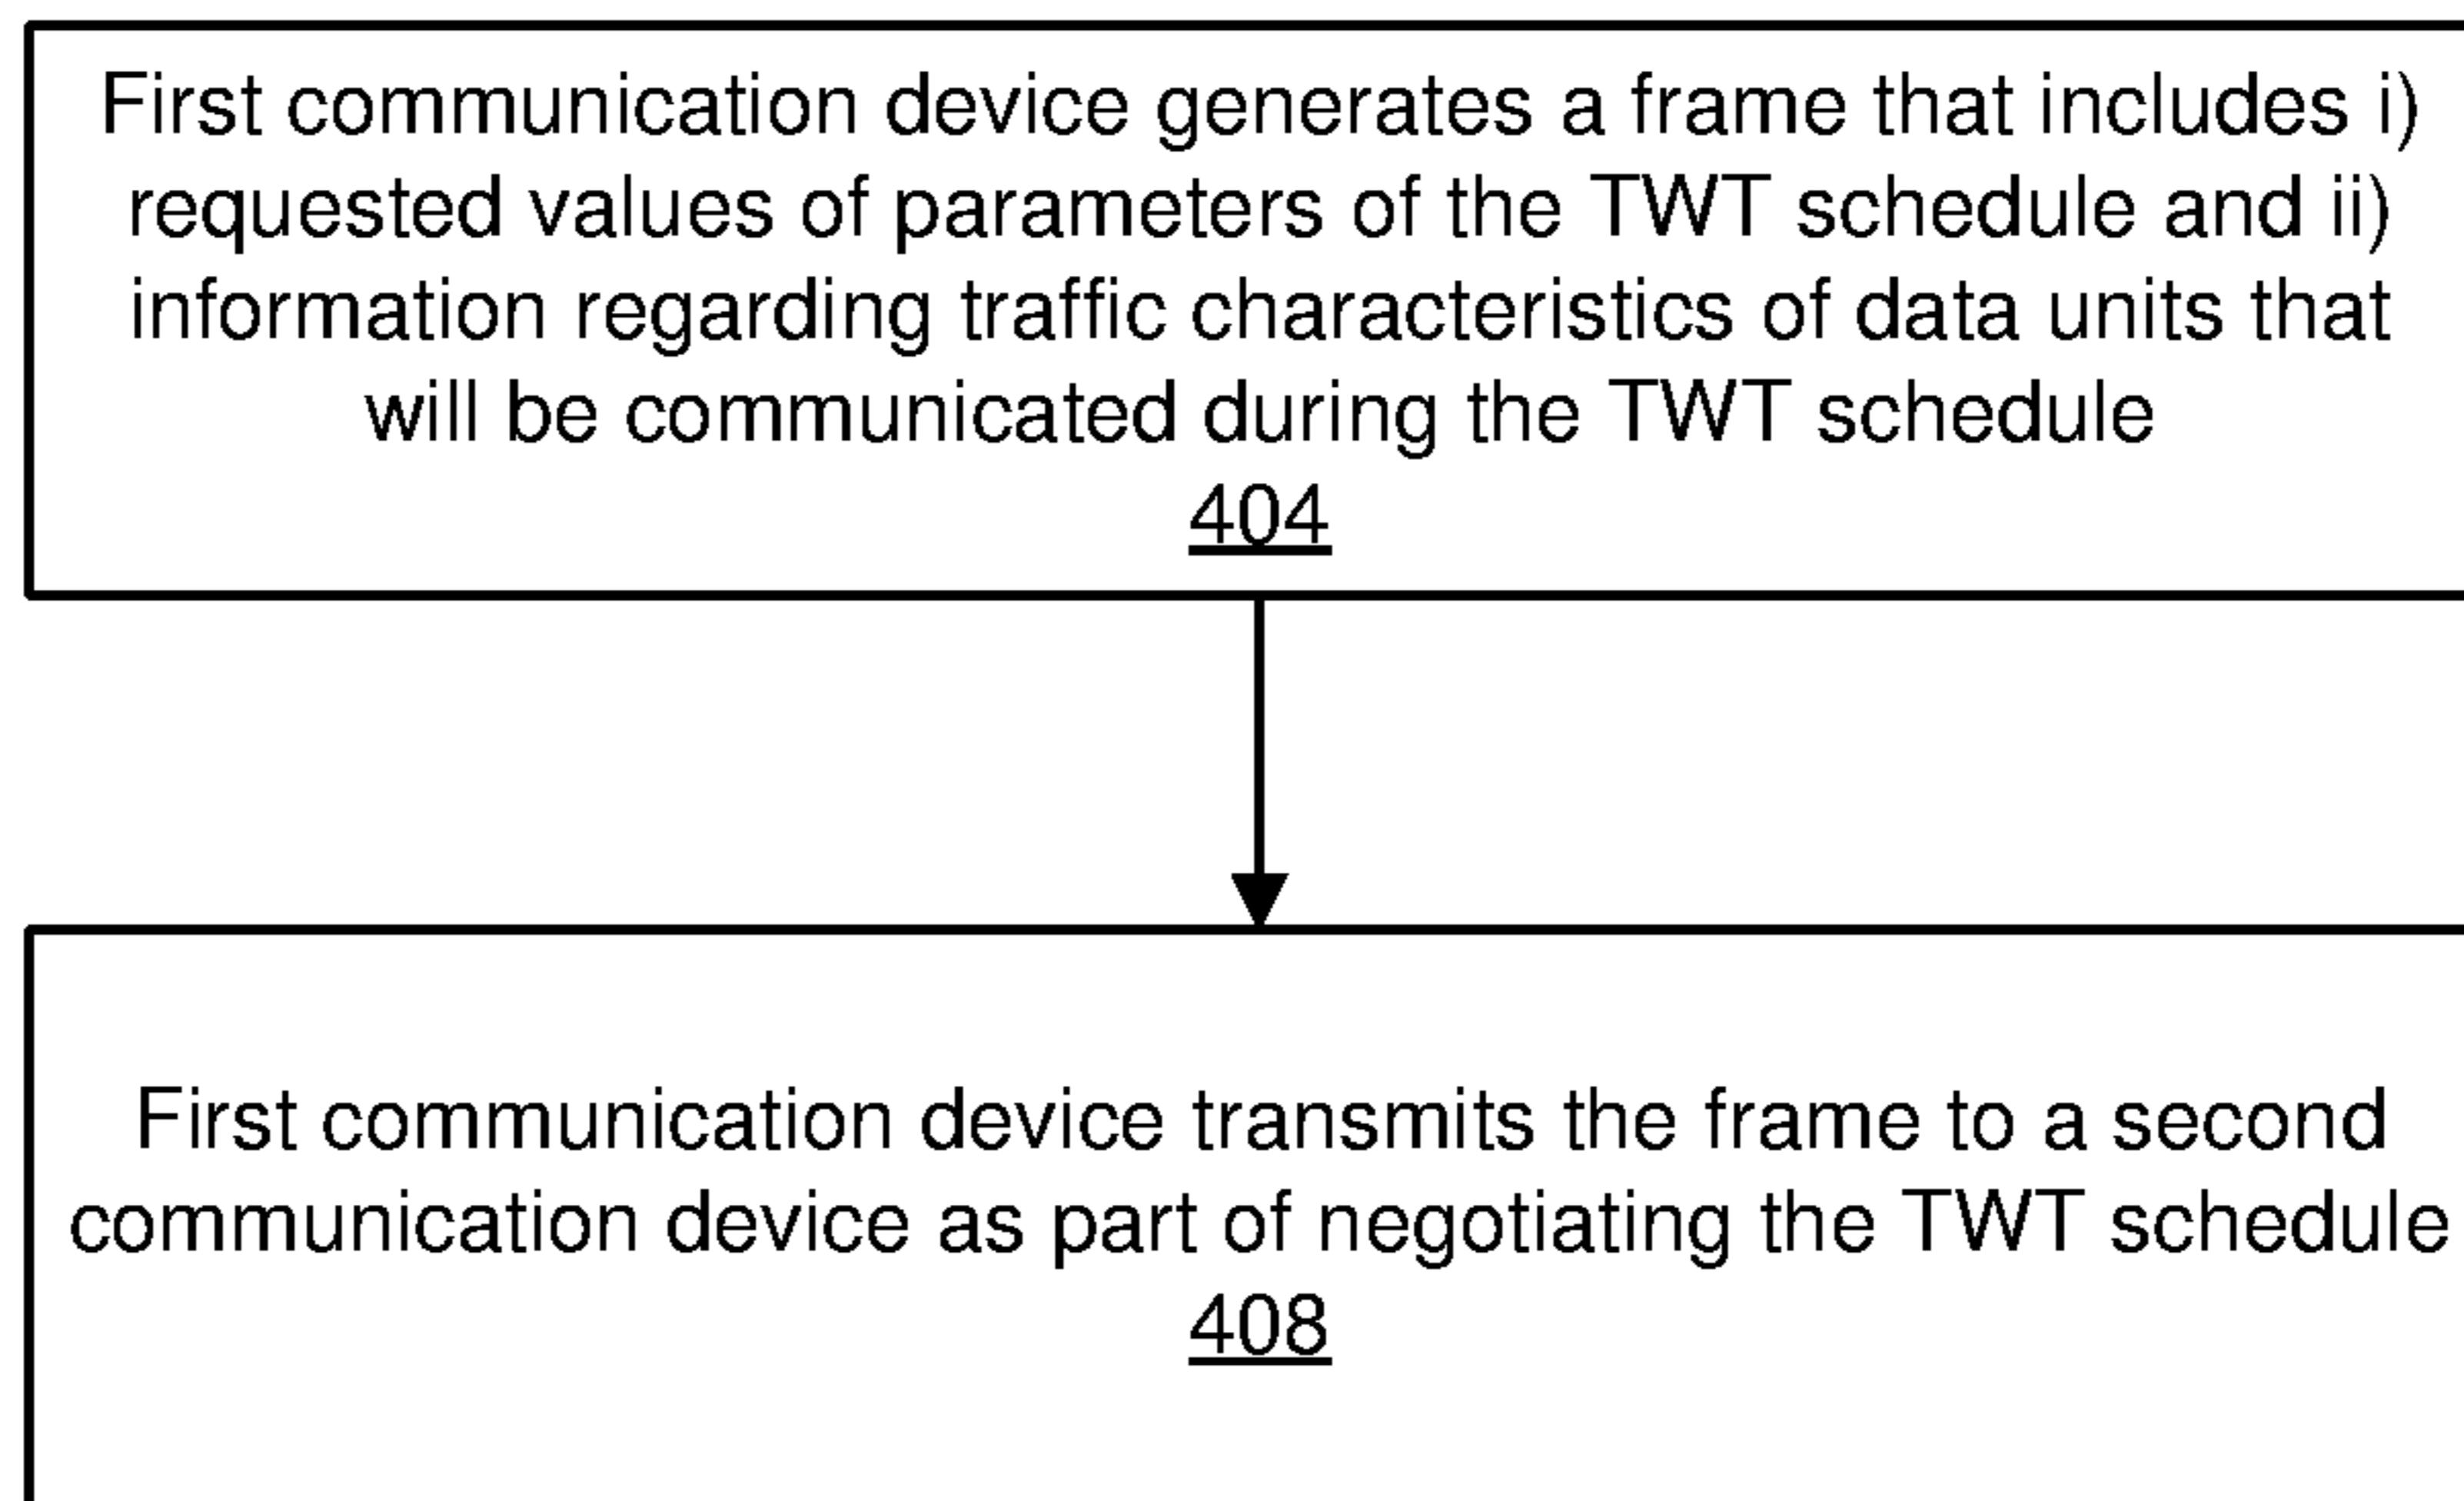 First communication device generates a frame that includes i)
requested values of parameters of the TWT schedule and ii)
information regarding traffic characteristics of data units that
will be communicated during the TWT schedule
404
First communication device transmits the frame to a second
communication device as part of negotiating the TWT schedule
408